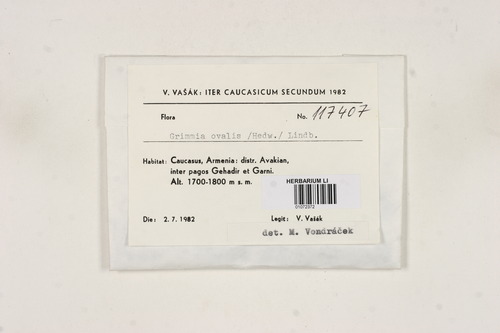 V. VAŠÁK: ITER CAUCASICUM SECUNDUM 1982
Flora No. 117407
Grimmia ovalis /Hedw./ Lindb.
Habitat: Caucasus, Armenia: distr. Avakian,
inter pagos Gehadir et Garni.
Alt. 1700-1800 m s. m.
HERBARIUM LI
01072372
Die: 2. 7. 1982 Legit: V. Vašák
det. M. Vondráček